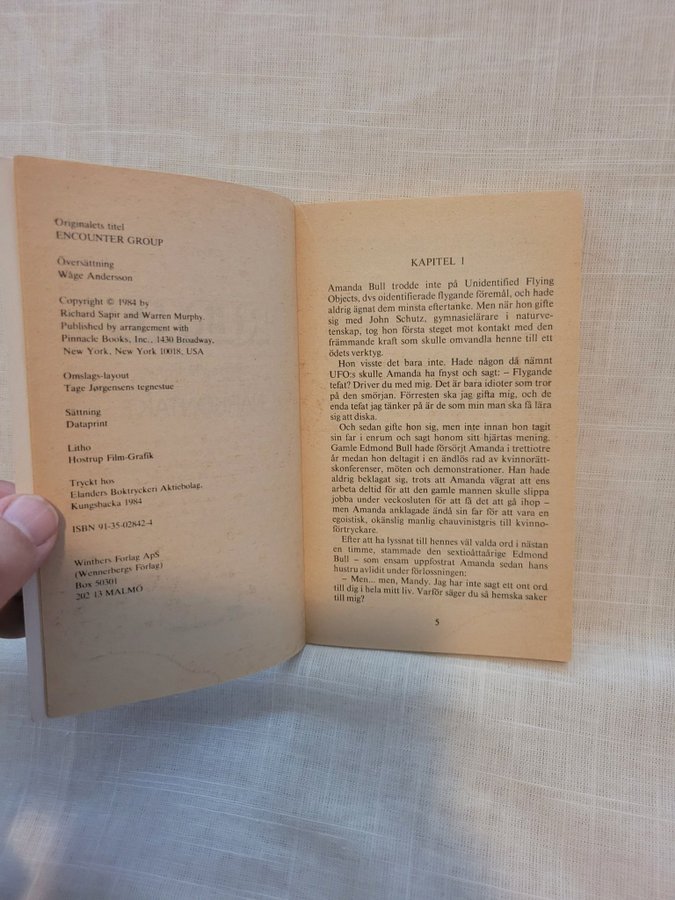 Originalets titel
ENCOUNTER GROUP
Översättning
Wåge Andersson
Copyright © 1984 by
Richard Sapir and Warren Murphy.
Published by arrangement with
Pinnacle Books, Inc., 1430 Broadway,
New York, New York 10018, USA
Omslags-layout
Tage Jørgensens tegnestue
Sättning
Dataprint
Litho
Hostrup Film-Grafik
Tryckt hos
Elanders Boktryckeri Aktiebolag,
Kungsbacka 1984
ISBN 91-35-02842-4
Winthers Förlag ApS
(Wennerbergs Förlag)
Box 50301
202 13 MALMÖ
KAPITEL 1
Amanda Bull trodde inte på Unidentified Flying
Objects, dvs oidentifierade flygande föremål, och hade
aldrig ägnat dem minsta eftertanke. Men när hon gifte
sig med John Schutz, gymnasielärare i naturve-
tenskap, tog hon första steget mot kontakt med den
främmande kraft som skulle omvandla henne till ett
ödets verktyg.
Hon visste det bara inte. Hade någon då nämnt
UFO:s skulle Amanda ha fnyst och sagt: – Flygande
tefat? Driver du med mig. Det är bara idioter som tror
på den smörjan. Förresten ska jag gifta mig, och de
enda tefat jag tänker på är de som min man ska få lära
sig att diska.
Och sedan gifte hon sig, men inte innan hon tagit
sin far i enrum och sagt honom sitt hjärtas mening.
Gamle Edmond Bull hade försörjt Amanda i trettiotre
år medan hon deltagit i en ändlös rad av kvinnorätt-
skonferenser, möten och demonstrationer. Han hade
aldrig beklagat sig, trots att Amanda vägrat att ens
arbeta deltid för att den gamle mannen skulle slippa
jobba under veckosluten för att få det att gå ihop –
men Amanda anklagade ändå sin far för att vara en
egoistisk, okänslig manlig chauvinistgris till kvinno-
förtryckare.
Efter att ha lyssnat till hennes väl valda ord i nästan
en timme, stammade den sextioåttaårige Edmond
Bull – som ensam uppfostrat Amanda sedan hans
hustru avlidit under förlossningen:
– Men... men, Mandy. Jag har inte sagt ett ont ord
till dig i hela mitt liv. Varför säger du så hemska saker
till mig?
5